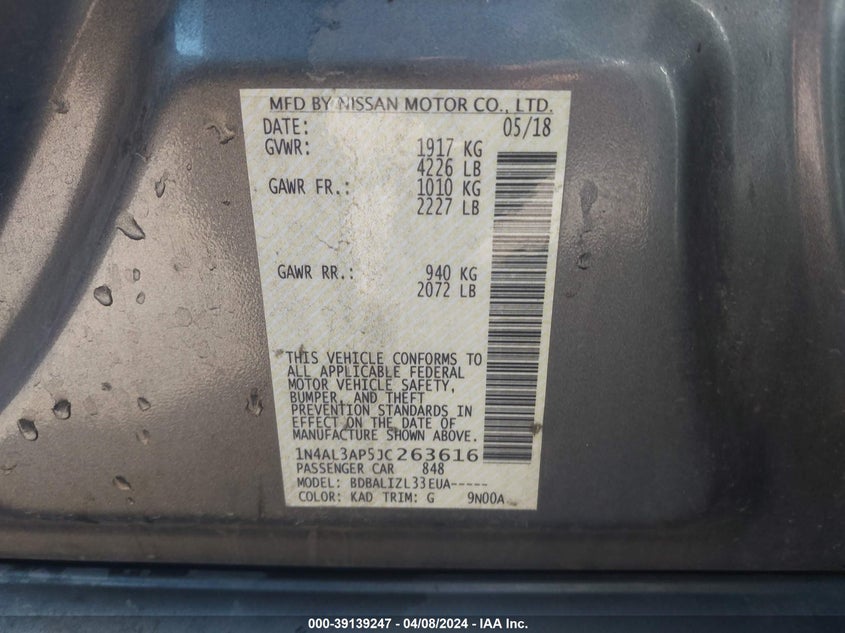 MFD BY NISSAN MOTOR CO., LTD.
DATE: 05/18
GVWR: 1917 KG
4226 LB
GAWR FR.: 1010 KG
2227 LB
GAWR RR.: 940 KG
2072 LB
THIS VEHICLE CONFORMS TO
ALL APPLICABLE FEDERAL
MOTOR VEHICLE SAFETY,
BUMPER, AND THEFT
PREVENTION STANDARDS IN
EFFECT ON THE DATE OF
MANUFACTURE SHOWN ABOVE.
1N4AL3AP5JC263616
PASSENGER CAR 848
MODEL: BDBALIZL33EUA-----
COLOR: KAD TRIM: G 9N00A
000-39139247 - 04/08/2024 - IAA Inc.